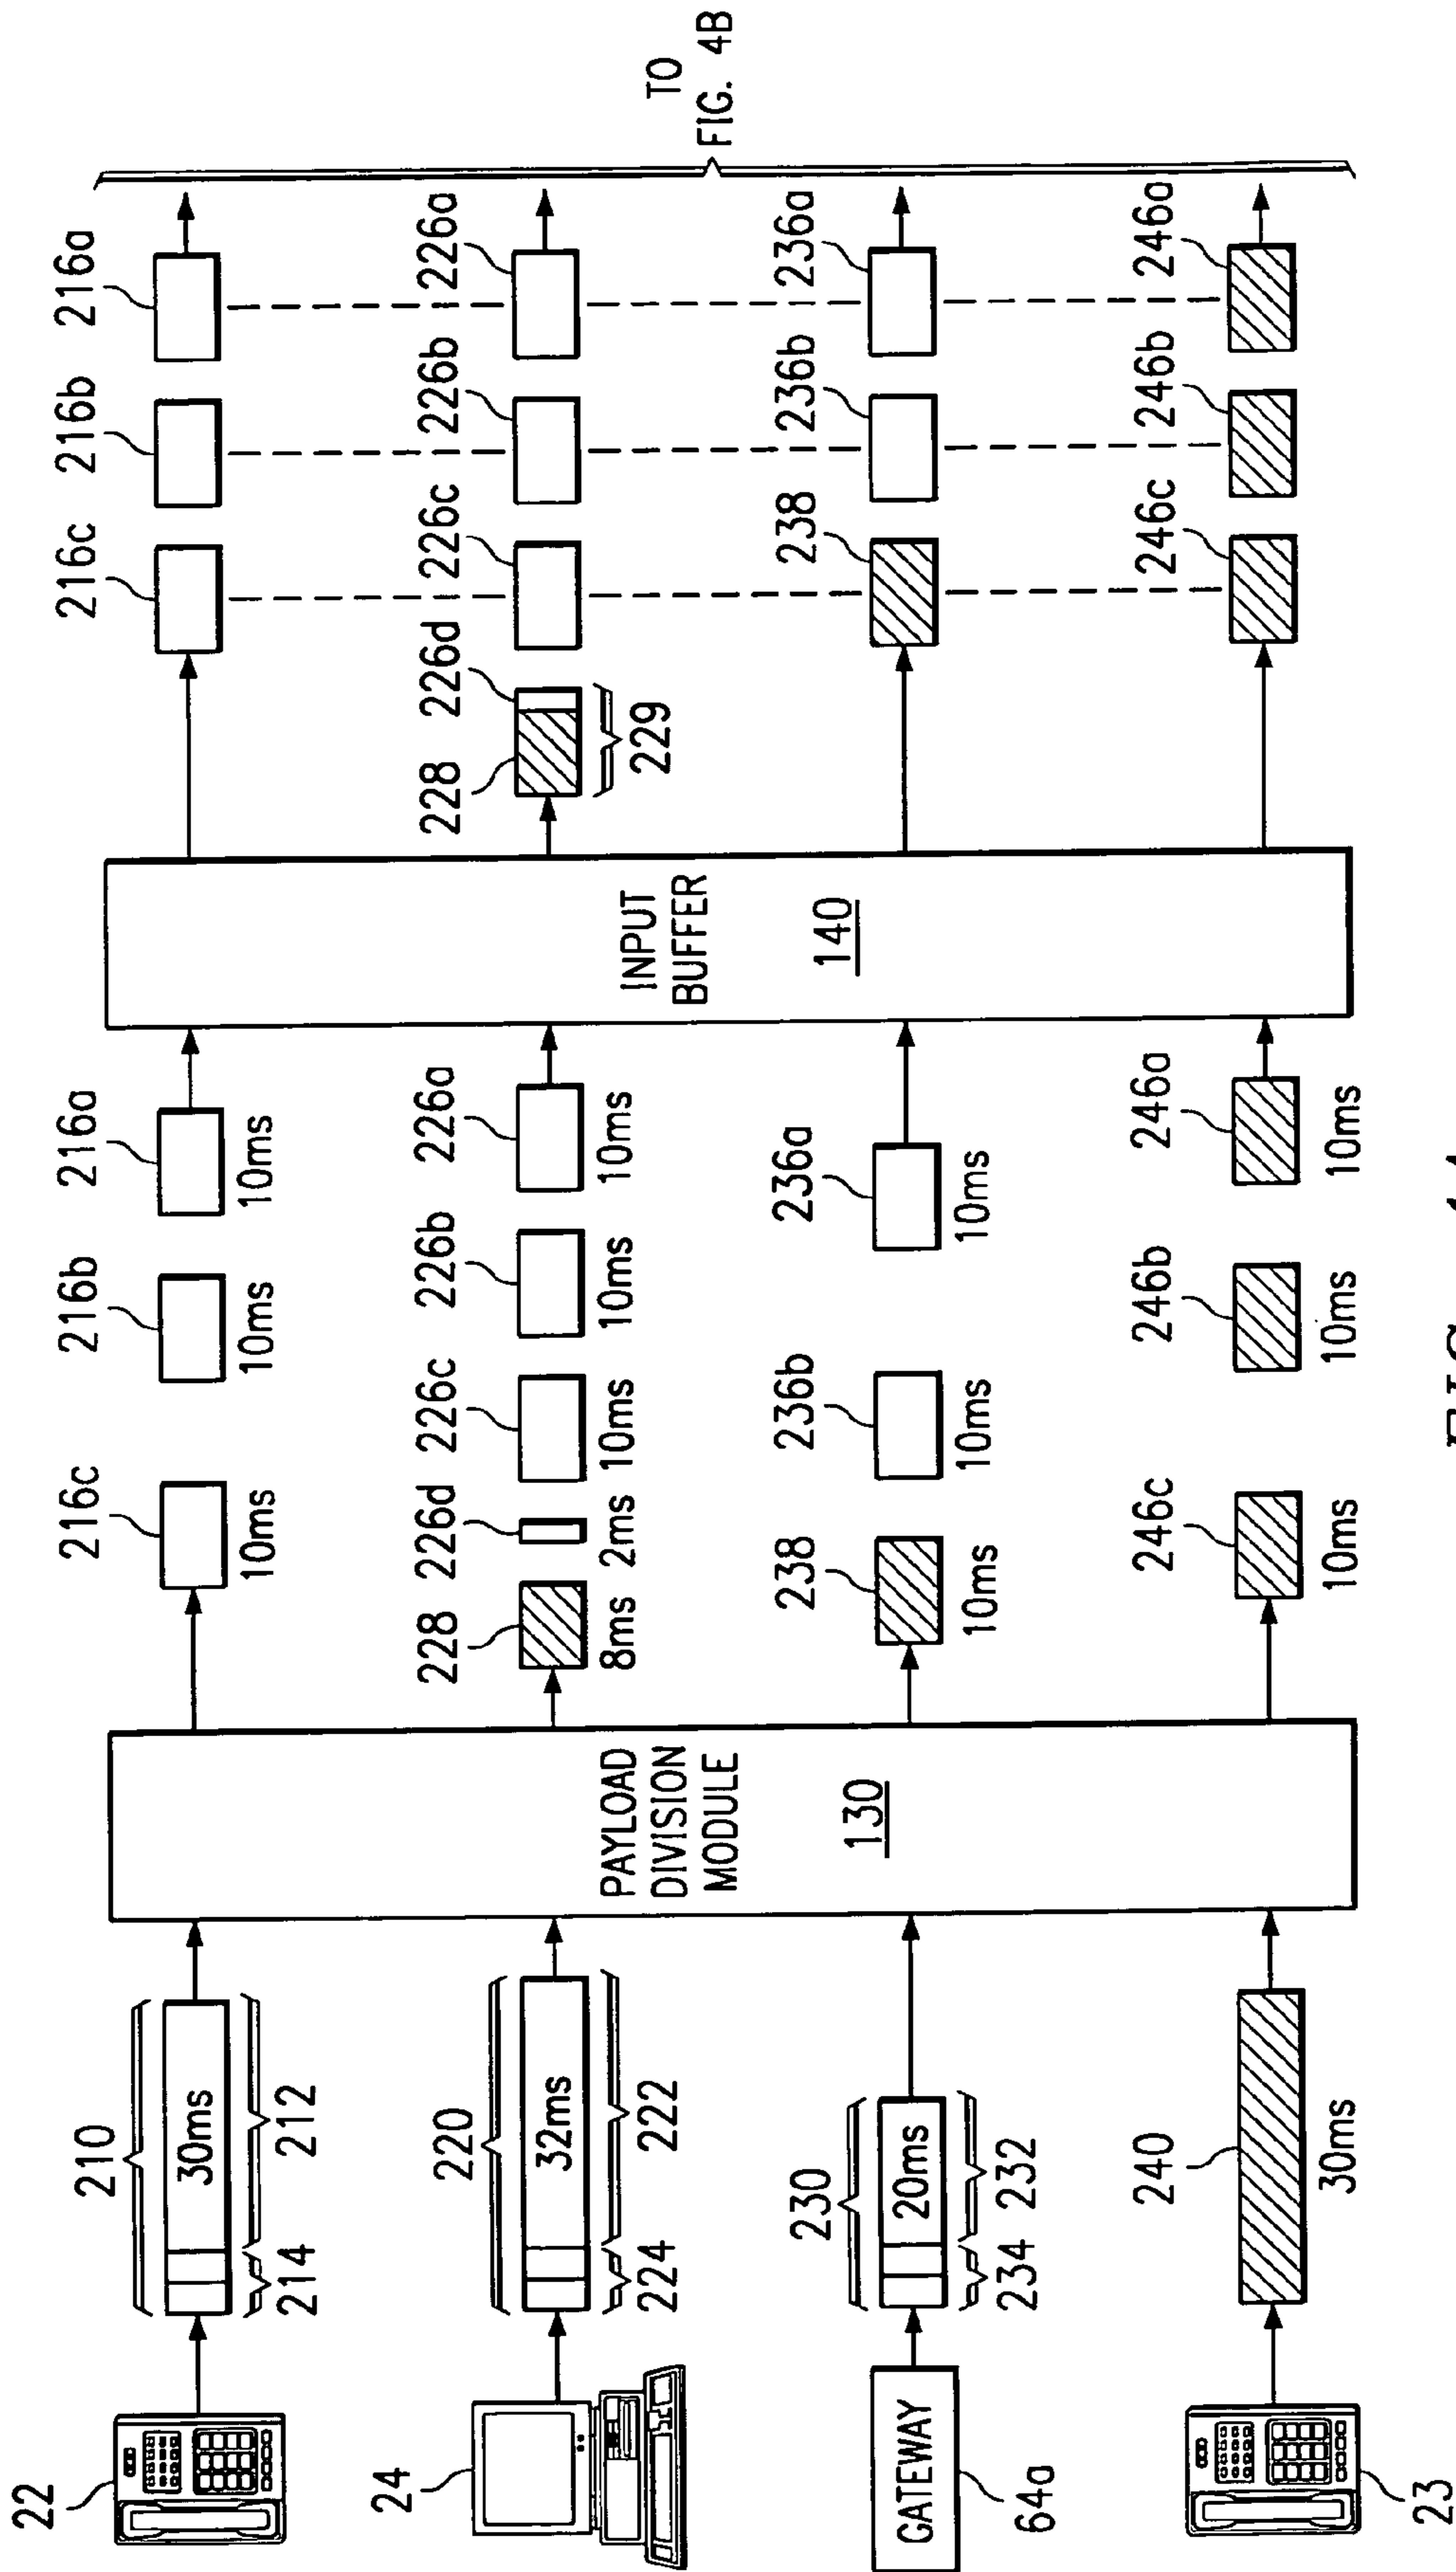 22
210
30ms
214
212
216c
10ms
216b
10ms
216a
10ms
216c
216b
216a
24
220
32ms
224
222
228
8ms
226d
2ms
226c
10ms
226b
10ms
226a
10ms
228
226d
229
226c
226b
226a
PAYLOAD
DIVISION
MODULE
130
INPUT
BUFFER
140
TO
FIG. 4B
GATEWAY
64a
230
20ms
234
232
238
10ms
236b
10ms
236a
10ms
238
236b
236a
23
240
30ms
246c
10ms
246b
10ms
246a
10ms
246c
246b
246a